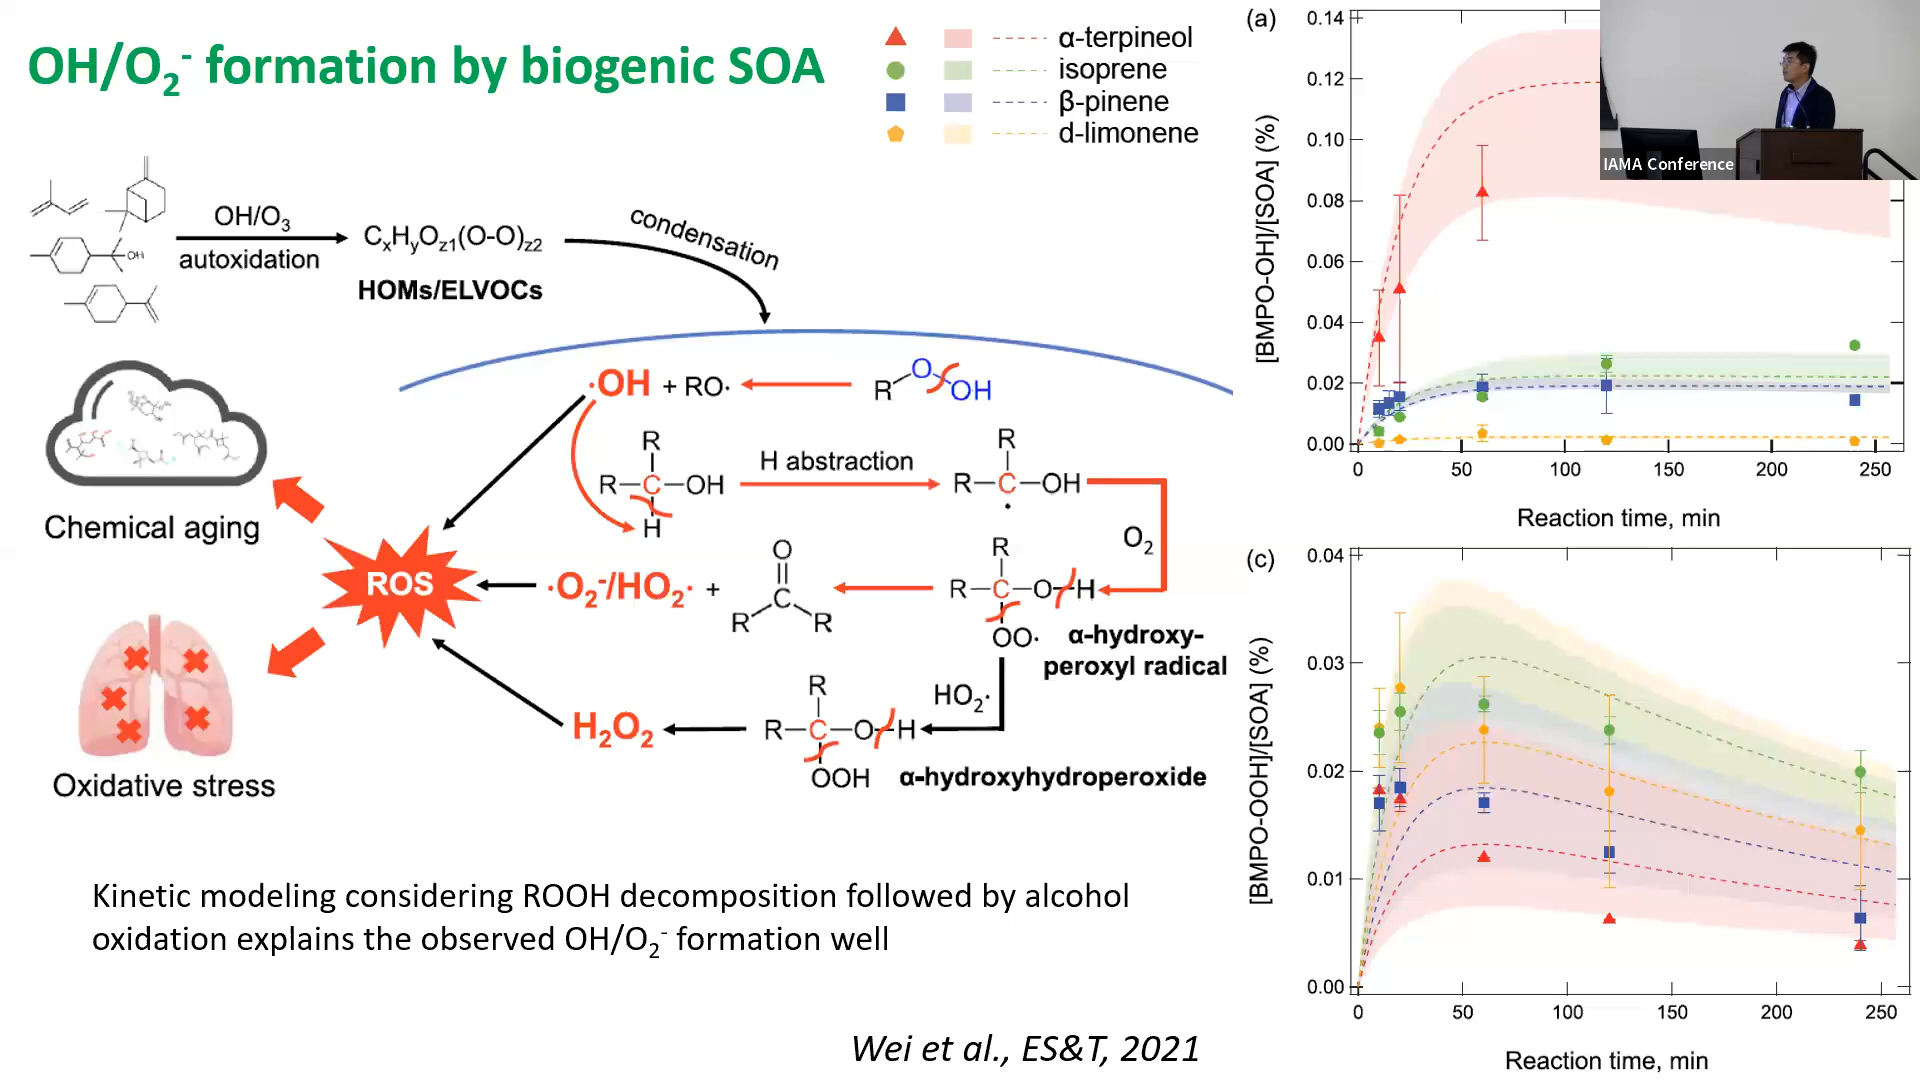 OH/O₂⁻ formation by biogenic SOA
α-terpineol
isoprene
β-pinene
d-limonene
OH/O₃
autoxidation
CₓHᵧO_z1(O-O)_z2
HOMs/ELVOCs
condensation
OH
·OH + RO·
R O OH
R
R C OH
H
H abstraction
R
R C OH
·
O₂
Chemical aging
ROS
·O₂⁻/HO₂· +
O
R R
R
R C O H
OO·
α-hydroxy-
peroxyl radical
HO₂·
H₂O₂
R
R C O H
OOH
α-hydroxyhydroperoxide
Oxidative stress
Kinetic modeling considering ROOH decomposition followed by alcohol
oxidation explains the observed OH/O₂⁻ formation well
Wei et al., ES&T, 2021
(a)
[BMPO-OH]/[SOA] (%)
0.14
0.12
0.10
0.08
0.06
0.04
0.02
0.00
0 50 100 150 200 250
Reaction time, min
IAMA Conference
(c)
[BMPO-OOH]/[SOA] (%)
0.04
0.03
0.02
0.01
0.00
0 50 100 150 200 250
Reaction time, min